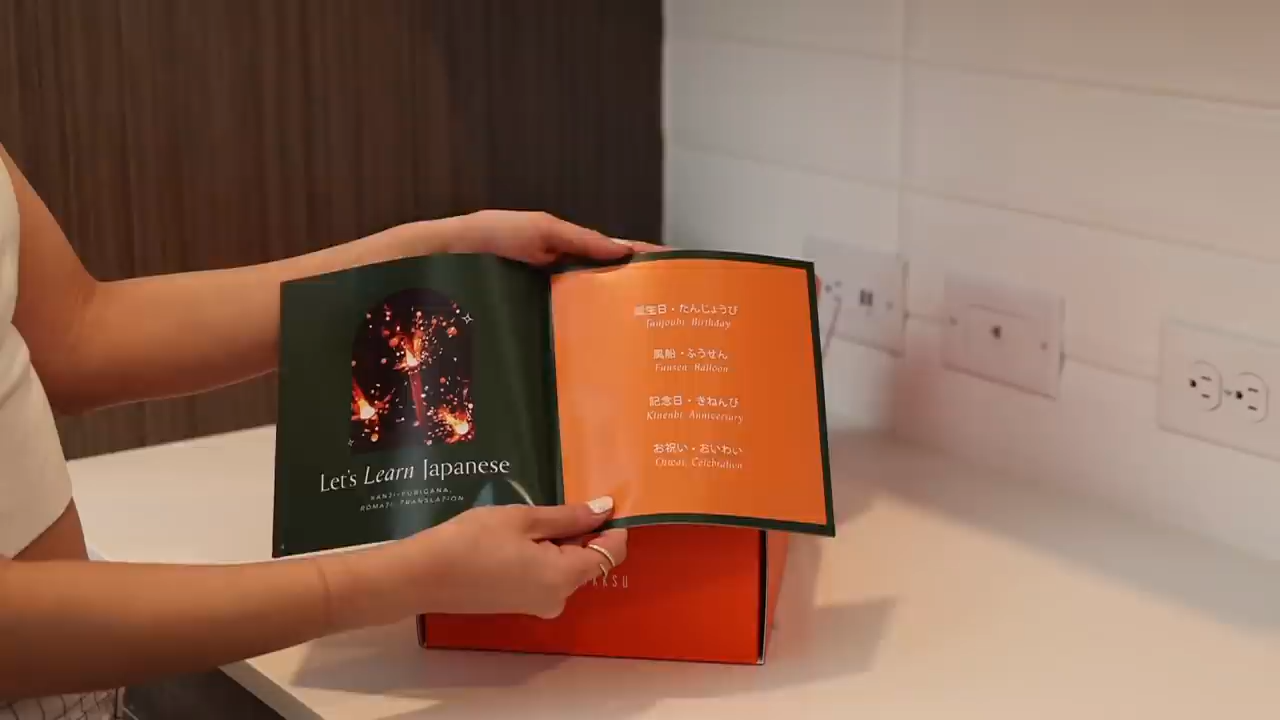 Let's Learn Japanese
KANJI-FURIGANA,
ROMAJI, TRANSLATION
誕生日・たんじょうび
Tanjoubi, Birthday
風船・ふうせん
Fuusen, Balloon
記念日・きねんび
Kinenbi, Anniversary
お祝い・おいわい
Oiwai, Celebration